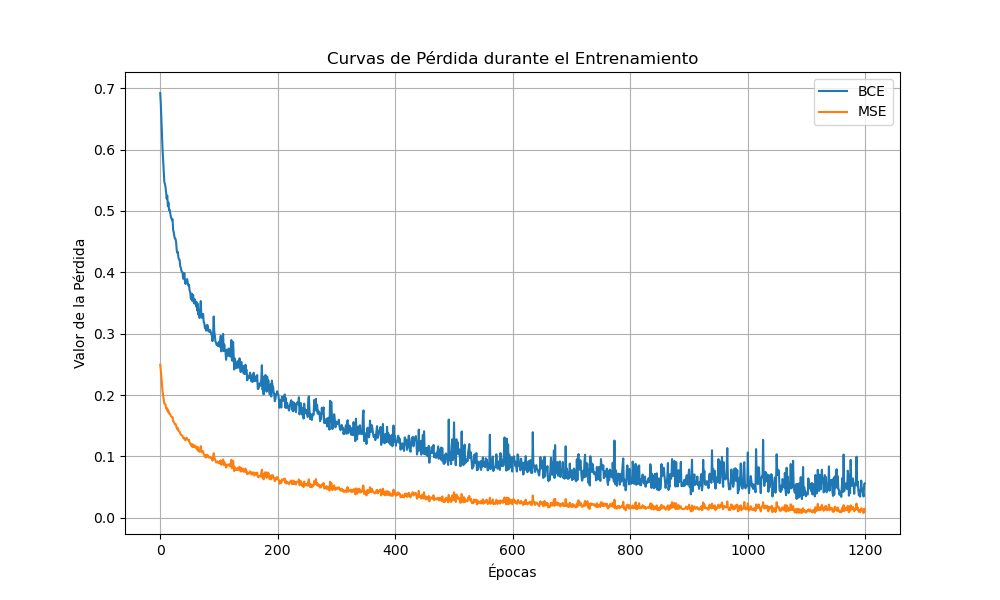 Curvas de Pérdida durante el Entrenamiento
BCE
MSE
Valor de la Pérdida
0.7
0.6
0.5
0.4
0.3
0.2
0.1
0.0
0 200 400 600 800 1000 1200
Épocas